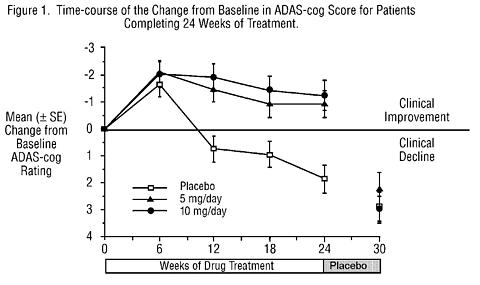 Figure 1. Time-course of the Change from Baseline in ADAS-cog Score for Patients
Completing 24 Weeks of Treatment.
-3
-2
-1
0
1
2
3
4
Mean (± SE)
Change from
Baseline
ADAS-cog
Rating
Clinical
Improvement
Clinical
Decline
Placebo
5 mg/day
10 mg/day
0 6 12 18 24 30
Weeks of Drug Treatment Placebo